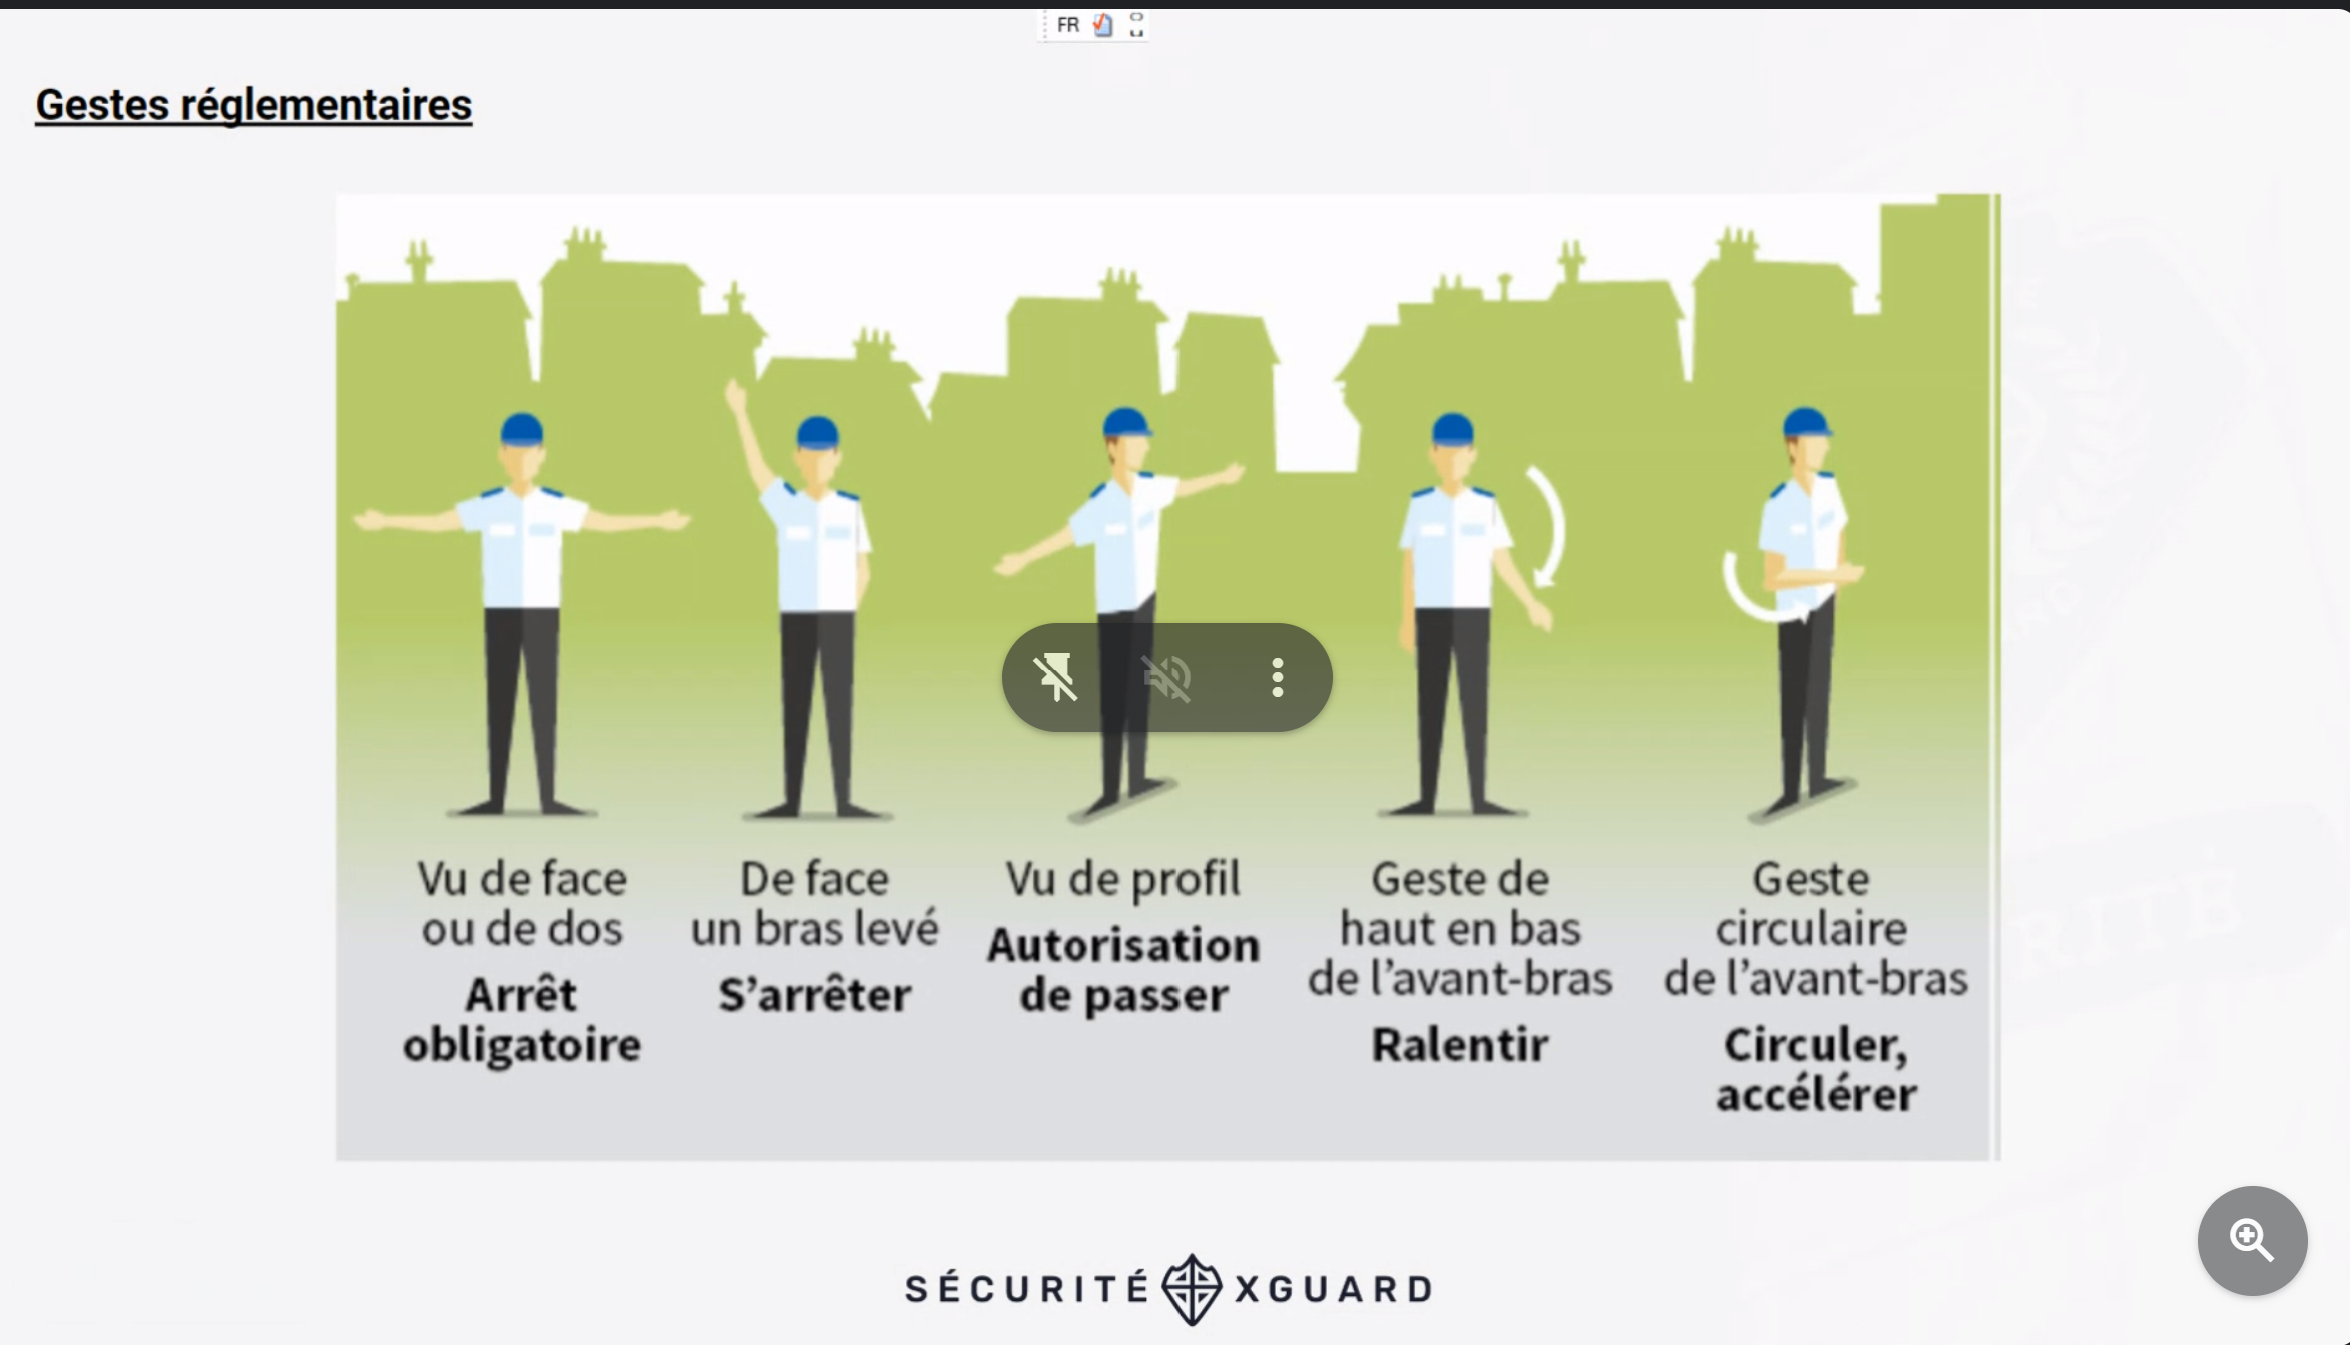 FR
Gestes réglementaires
Vu de face
ou de dos
Arrêt
obligatoire
De face
un bras levé
S'arrêter
Vu de profil
Autorisation
de passer
Geste de
haut en bas
de l'avant-bras
Ralentir
Geste
circulaire
de l'avant-bras
Circuler,
accélérer
SÉCURITÉ XGUARD